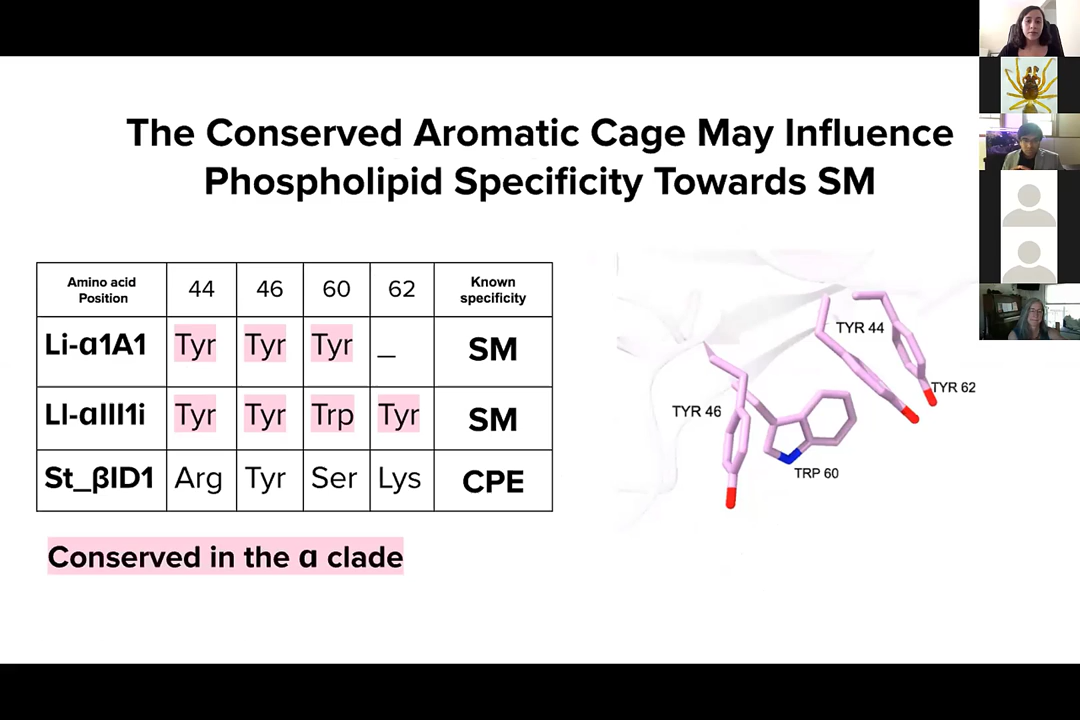 The Conserved Aromatic Cage May Influence
Phospholipid Specificity Towards SM
Amino acid Position 44 46 60 62 Known specificity
Li-α1A1 Tyr Tyr Tyr _ SM
Ll-αIII1i Tyr Tyr Trp Tyr SM
St_βID1 Arg Tyr Ser Lys CPE
Conserved in the α clade
TYR 44
TYR 62
TYR 46
TRP 60